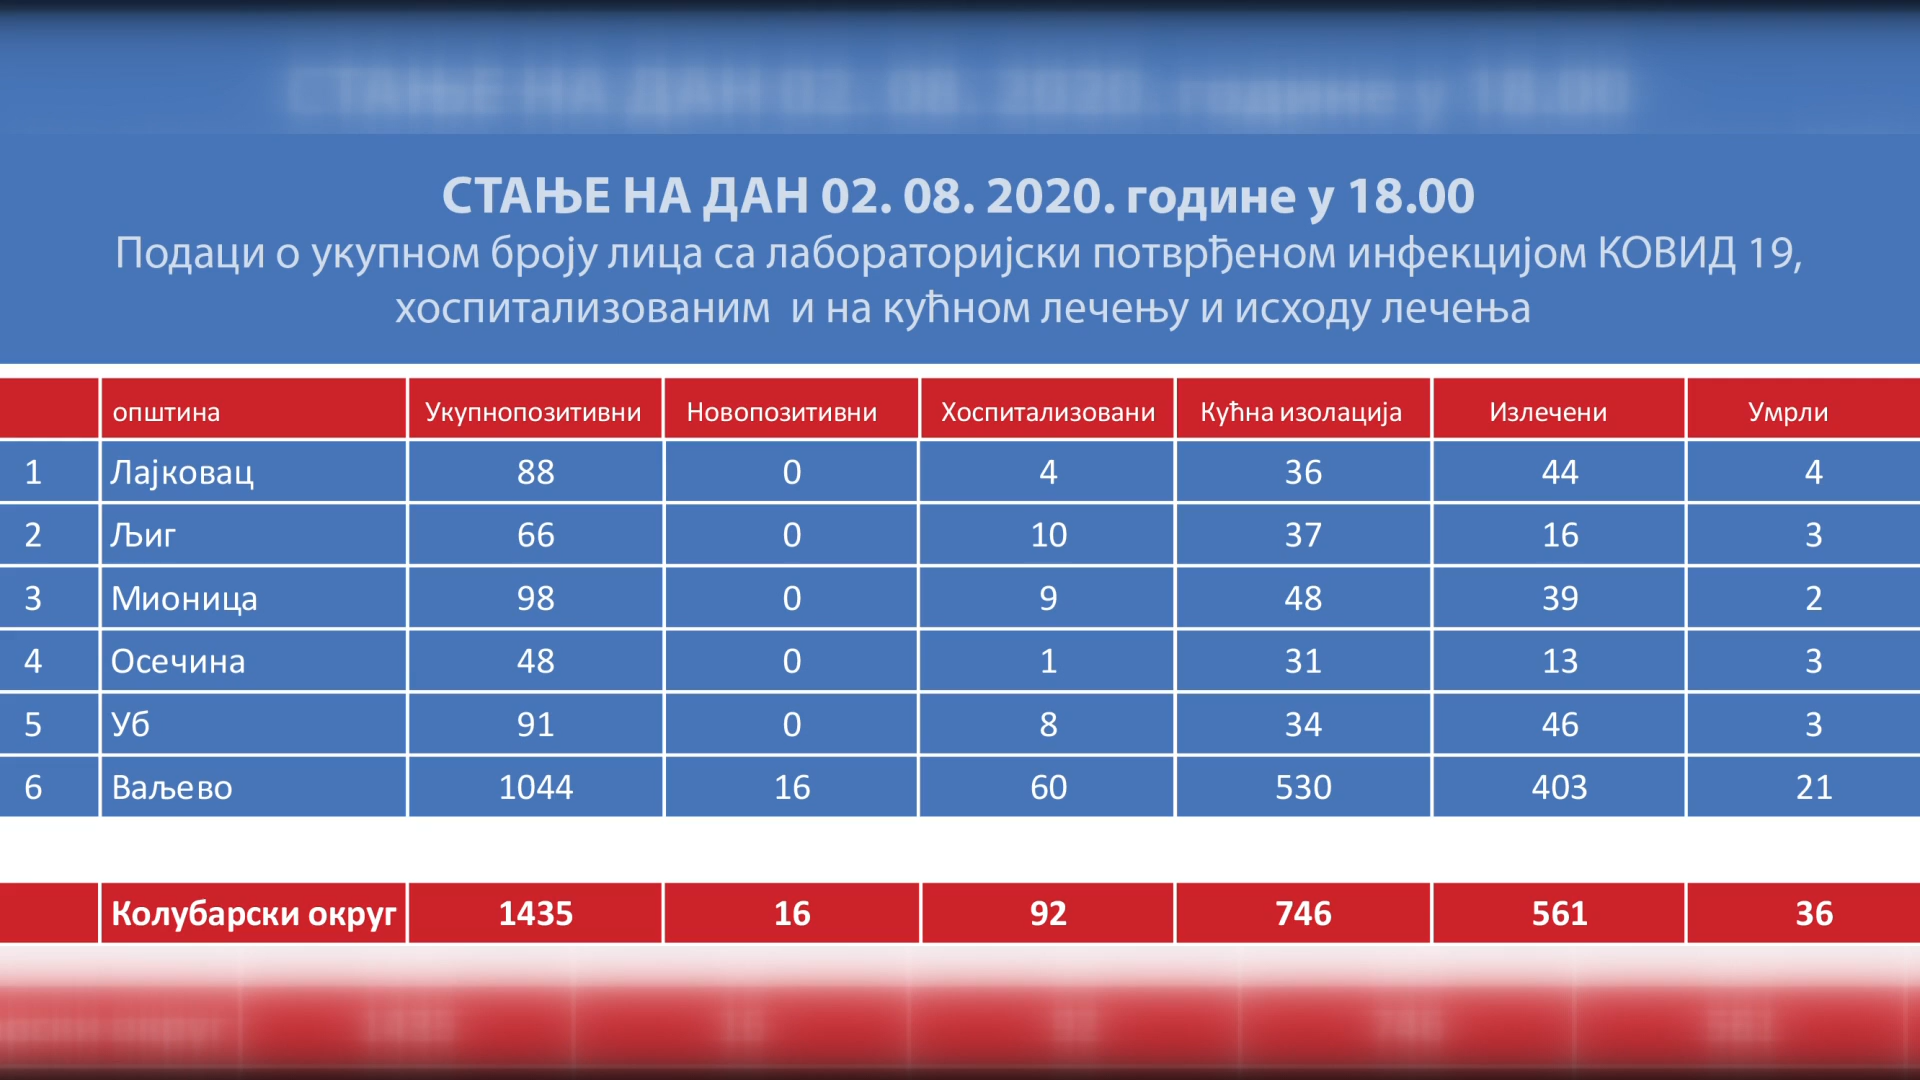 СТАЊЕ НА ДАН 02. 08. 2020. године у 18.00
Подаци о укупном броју лица са лабораторијски потврђеном инфекцијом КОВИД 19,
хоспитализованим и на кућном лечењу и исходу лечења
општина Укупнопозитивни Новопозитивни Хоспитализовани Кућна изолација Излечени Умрли
1 Лајковац 88 0 4 36 44 4
2 Љиг 66 0 10 37 16 3
3 Мионица 98 0 9 48 39 2
4 Осечина 48 0 1 31 13 3
5 Уб 91 0 8 34 46 3
6 Ваљево 1044 16 60 530 403 21
Колубарски округ 1435 16 92 746 561 36